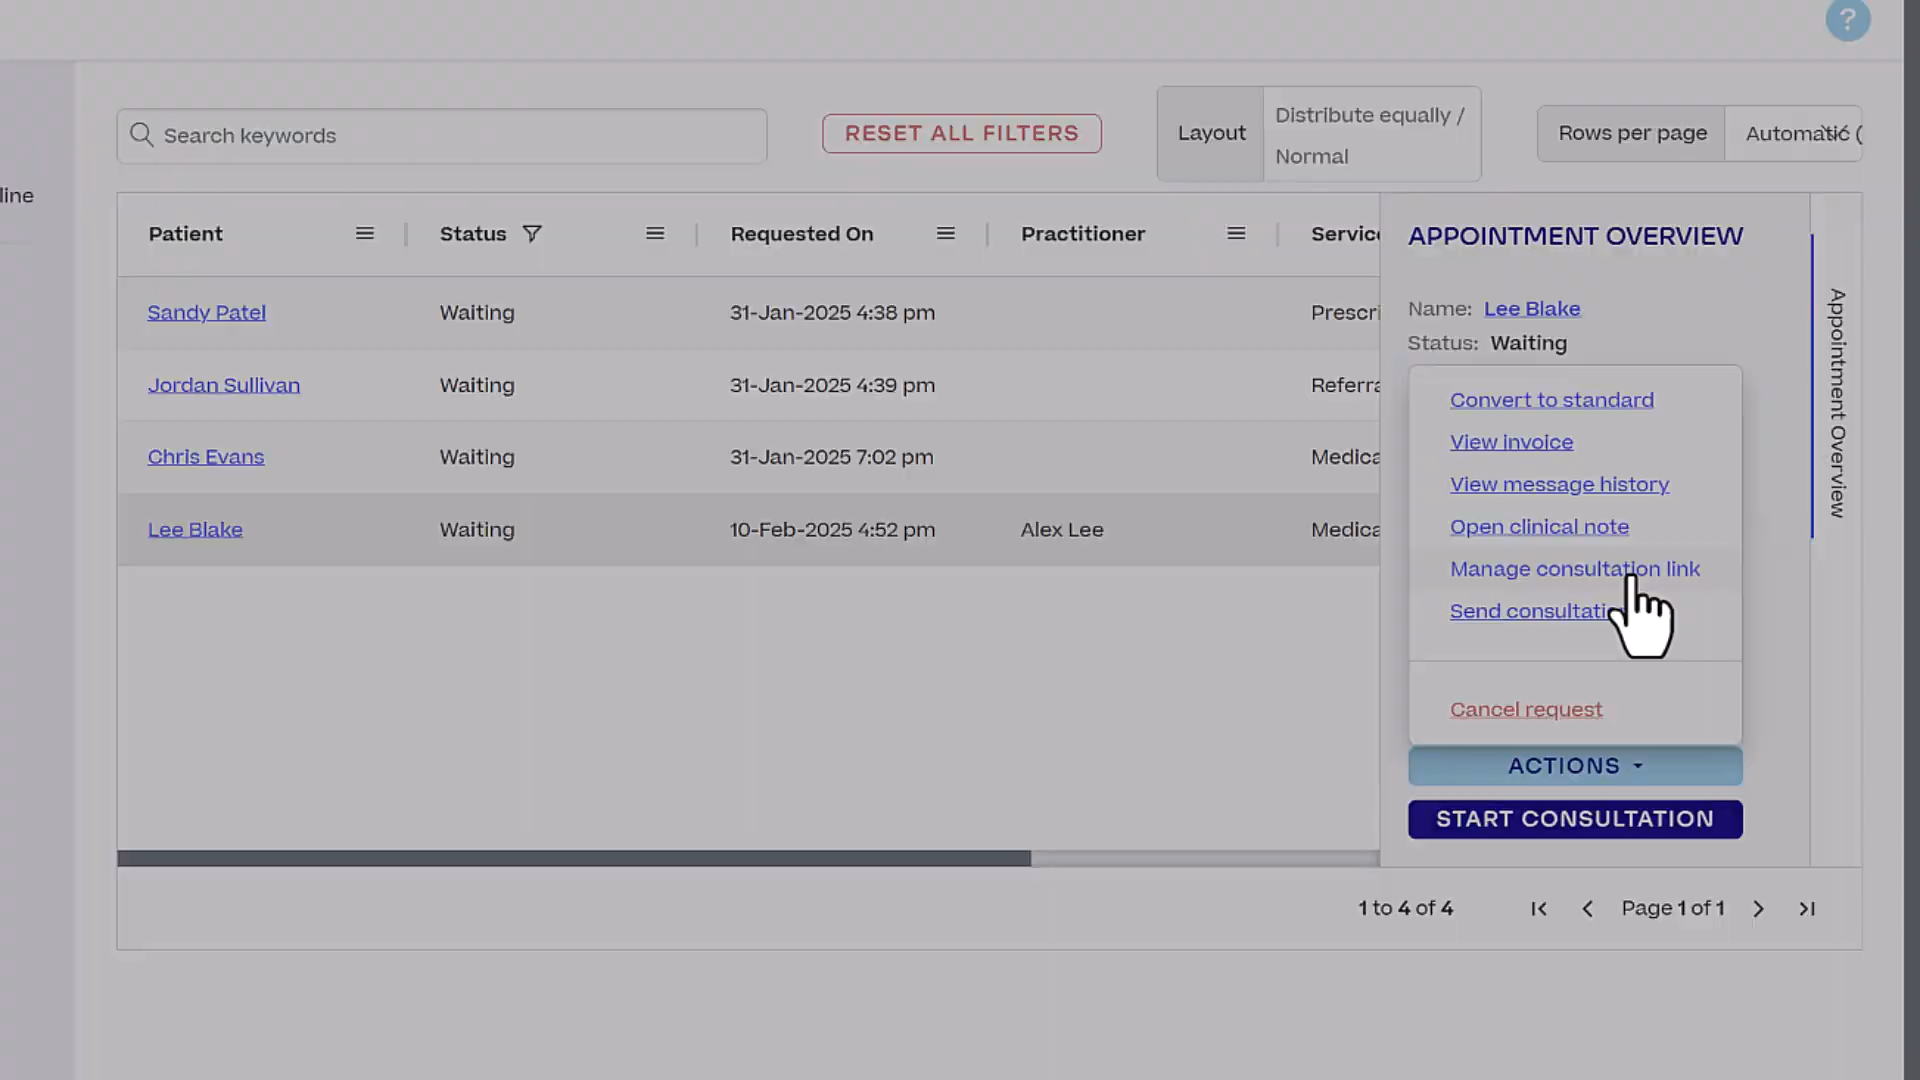 ?
line
Search keywords
RESET ALL FILTERS
Layout
Distribute equally /
Normal
Rows per page
Automatic (
Patient
Status
Requested On
Practitioner
Sandy Patel
Waiting
31-Jan-2025 4:38 pm
Jordan Sullivan
Waiting
31-Jan-2025 4:39 pm
Chris Evans
Waiting
31-Jan-2025 7:02 pm
Lee Blake
Waiting
10-Feb-2025 4:52 pm
Alex Lee
APPOINTMENT OVERVIEW
Name: Lee Blake
Status: Waiting
Convert to standard
View invoice
View message history
Open clinical note
Manage consultation link
Send
Cancel request
ACTIONS
START CONSULTATION
Appointment Overview
1 to 4 of 4
Page 1 of 1